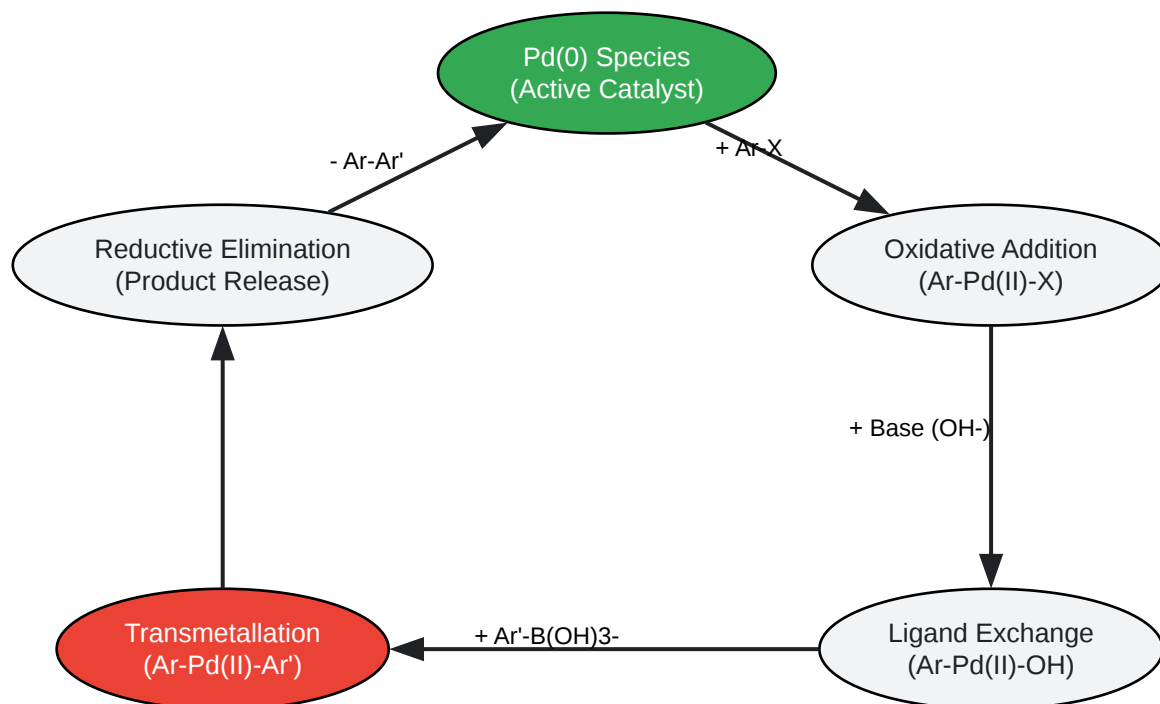 Pd(0) Species
(Active Catalyst)
- Ar-Ar'
+ Ar-X
Reductive Elimination
(Product Release)
Oxidative Addition
(Ar-Pd(II)-X)
+ Base (OH-)
Transmetallation
(Ar-Pd(II)-Ar')
+ Ar'-B(OH)3-
Ligand Exchange
(Ar-Pd(II)-OH)